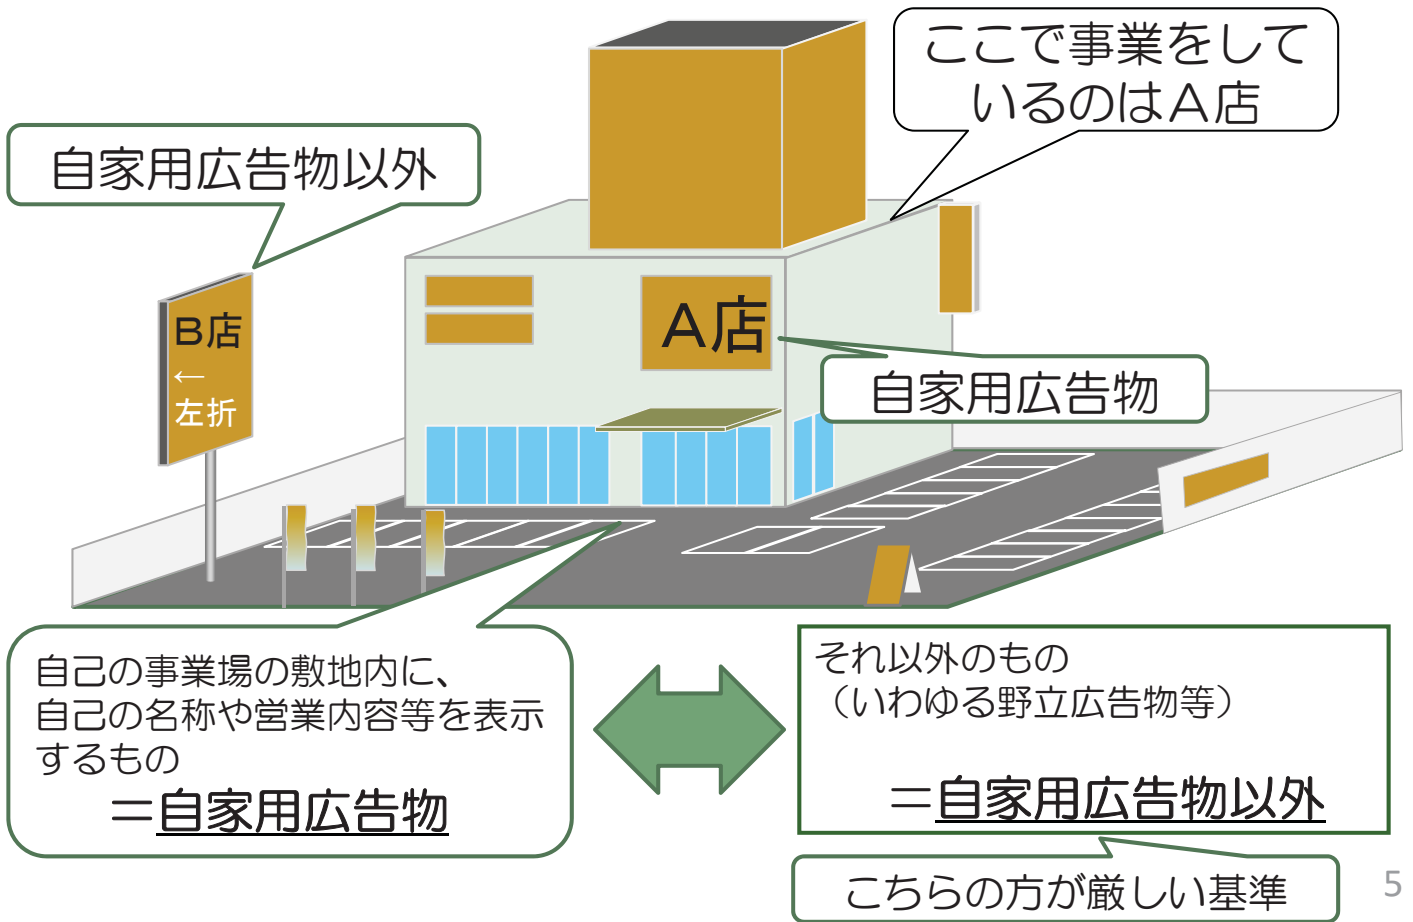 ここで事業をして
いるのはA店
自家用広告物以外
B店
←
左折
A店
自家用広告物
自己の事業場の敷地内に、
自己の名称や営業内容等を表示
するもの
＝自家用広告物
それ以外のもの
（いわゆる野立広告物等）
＝自家用広告物以外
こちらの方が厳しい基準
5